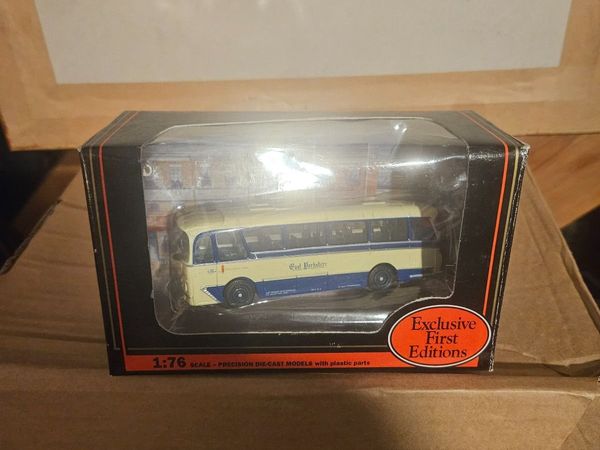 East Yorkshire
Exclusive
First
Editions
1:76 SCALE – PRECISION DIE-CAST MODELS with plastic parts